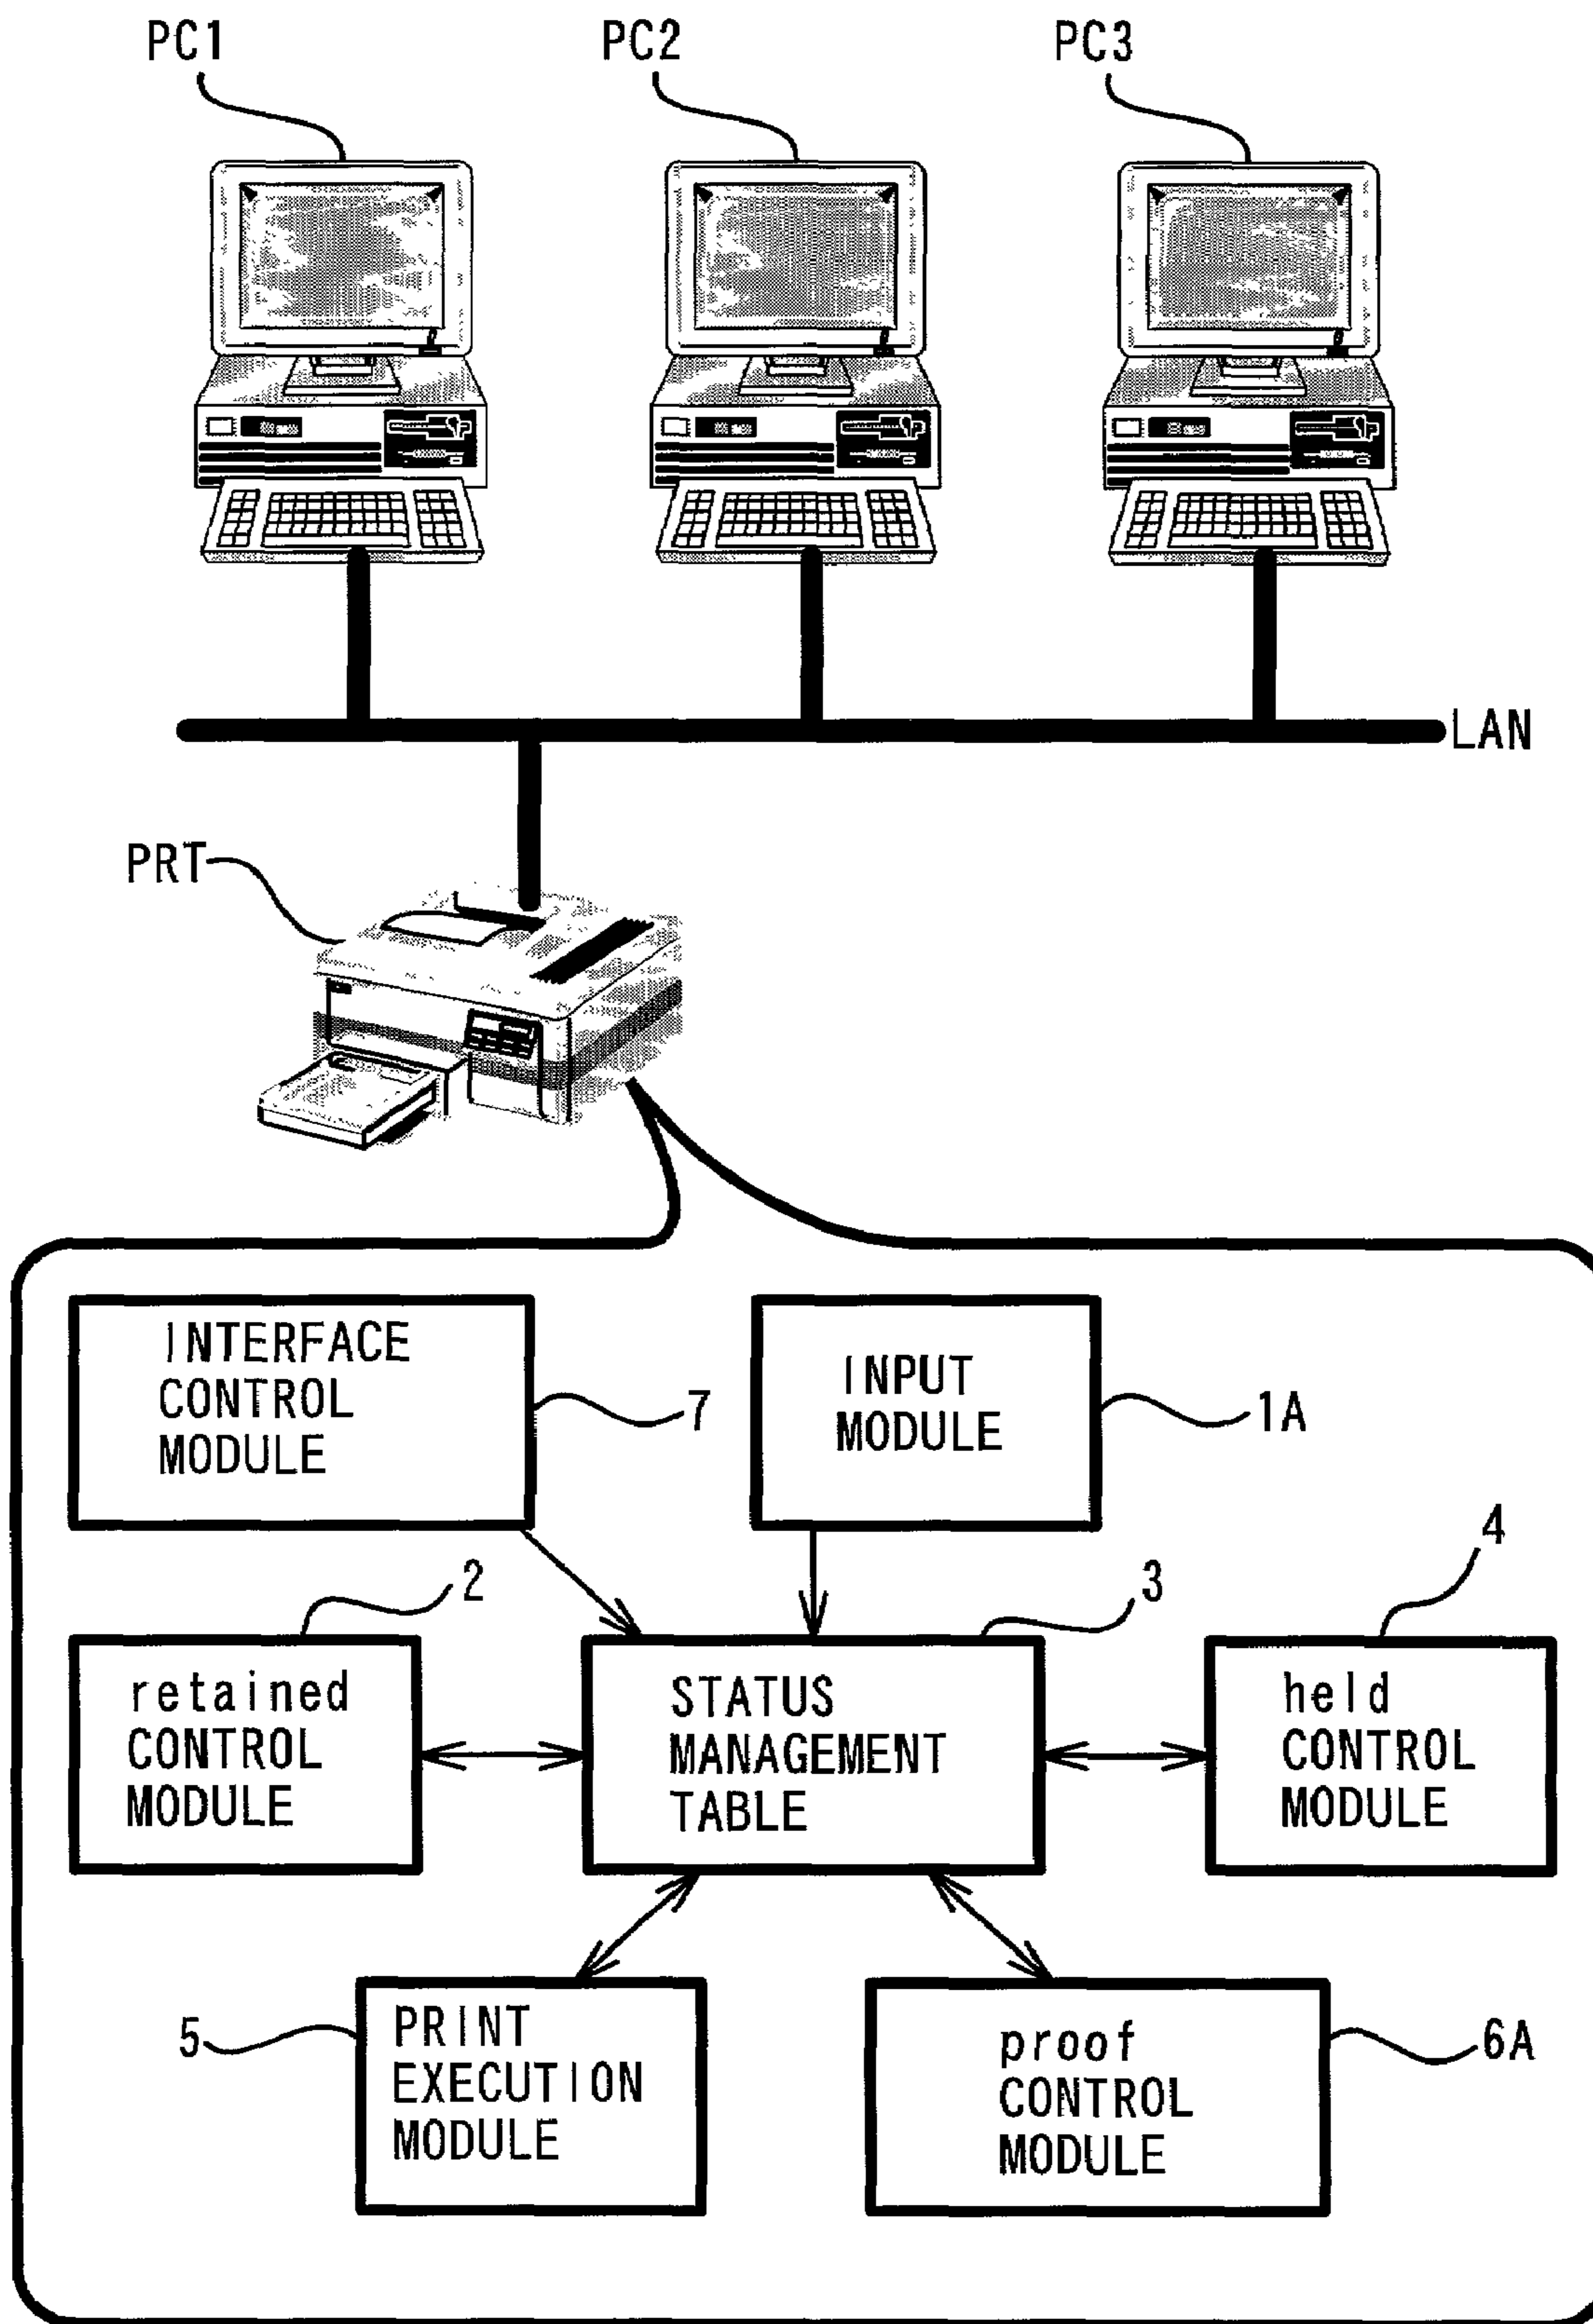 PC1
PC2
PC3
LAN
PRT
INTERFACE
CONTROL
MODULE
7
INPUT
MODULE
1A
2
3
4
retained
CONTROL
MODULE
STATUS
MANAGEMENT
TABLE
held
CONTROL
MODULE
5
PRINT
EXECUTION
MODULE
proof
CONTROL
MODULE
6A